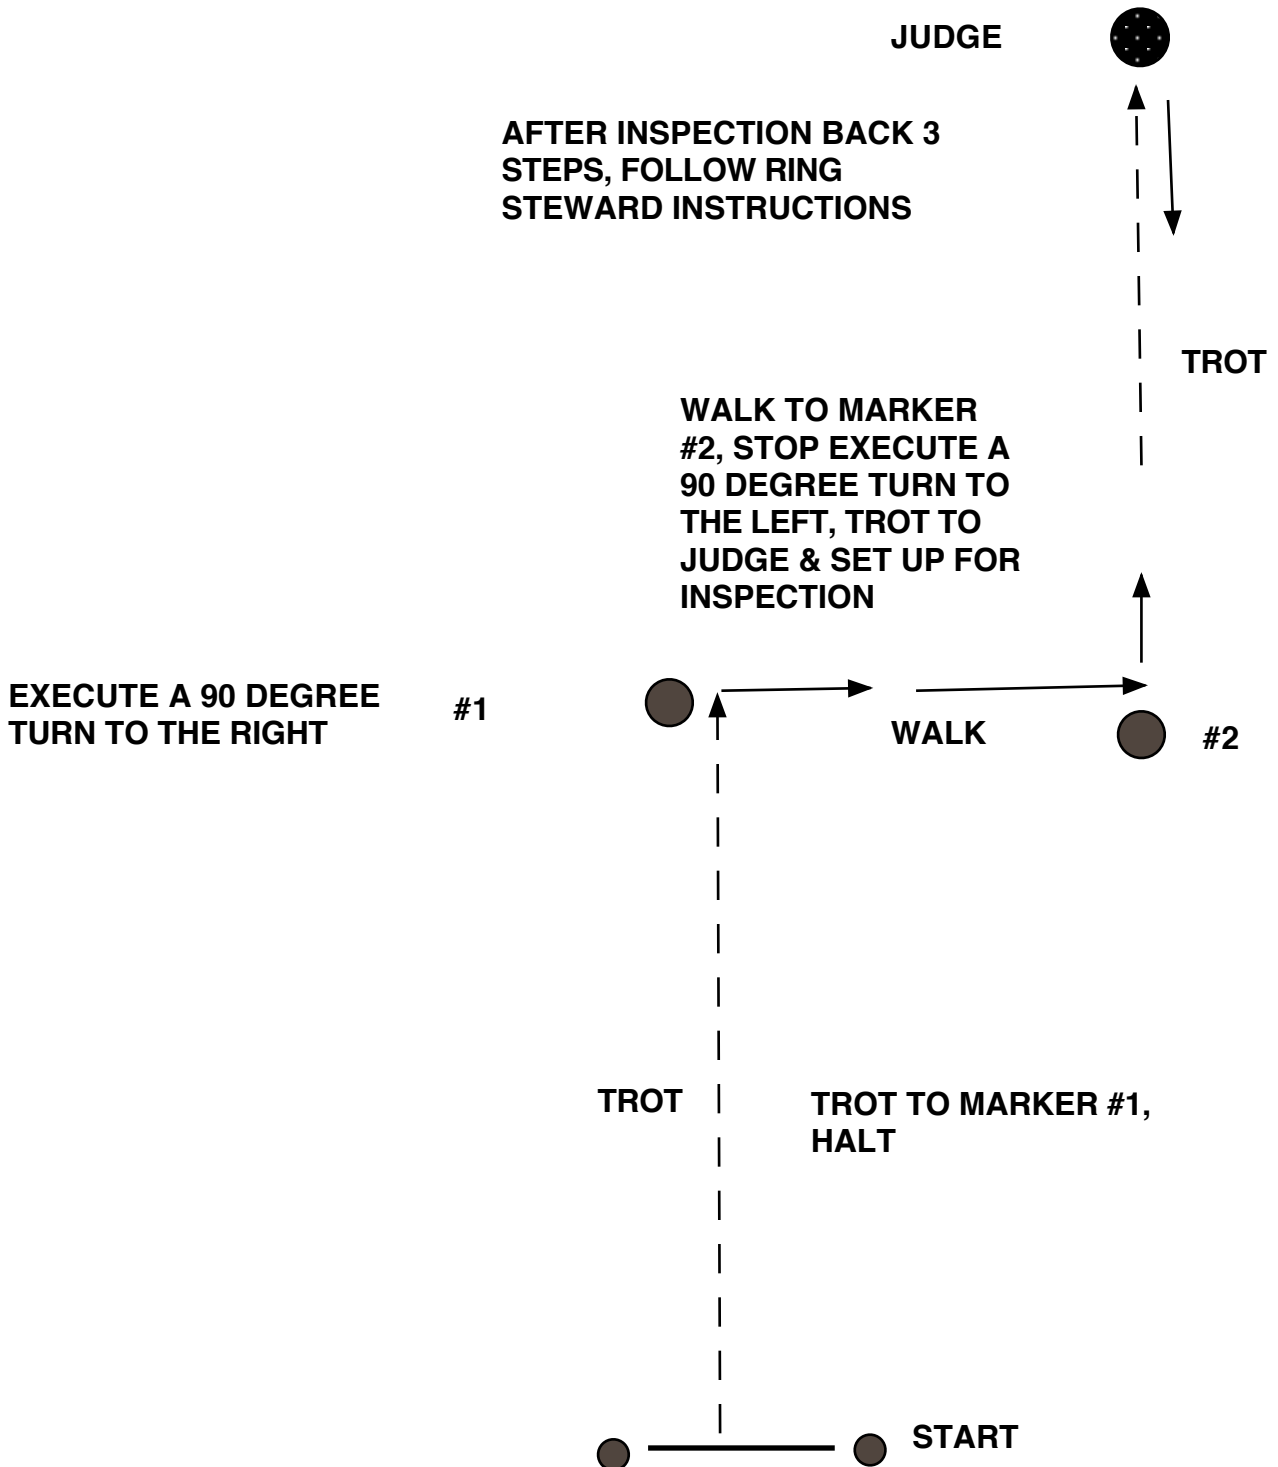 JUDGE
AFTER INSPECTION BACK 3
STEPS, FOLLOW RING
STEWARD INSTRUCTIONS
TROT
WALK TO MARKER
#2, STOP EXECUTE A
90 DEGREE TURN TO
THE LEFT, TROT TO
JUDGE & SET UP FOR
INSPECTION
EXECUTE A 90 DEGREE
TURN TO THE RIGHT
#1
WALK
#2
TROT
TROT TO MARKER #1,
HALT
START